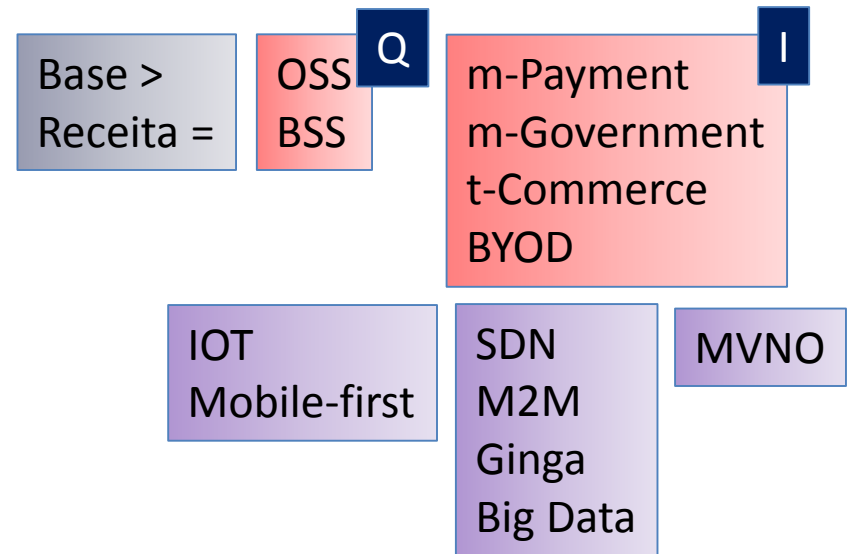 Base >
Receita =
OSS
BSS
Q
m-Payment
m-Government
t-Commerce
BYOD
I
IOT
Mobile-first
SDN
M2M
Ginga
Big Data
MVNO